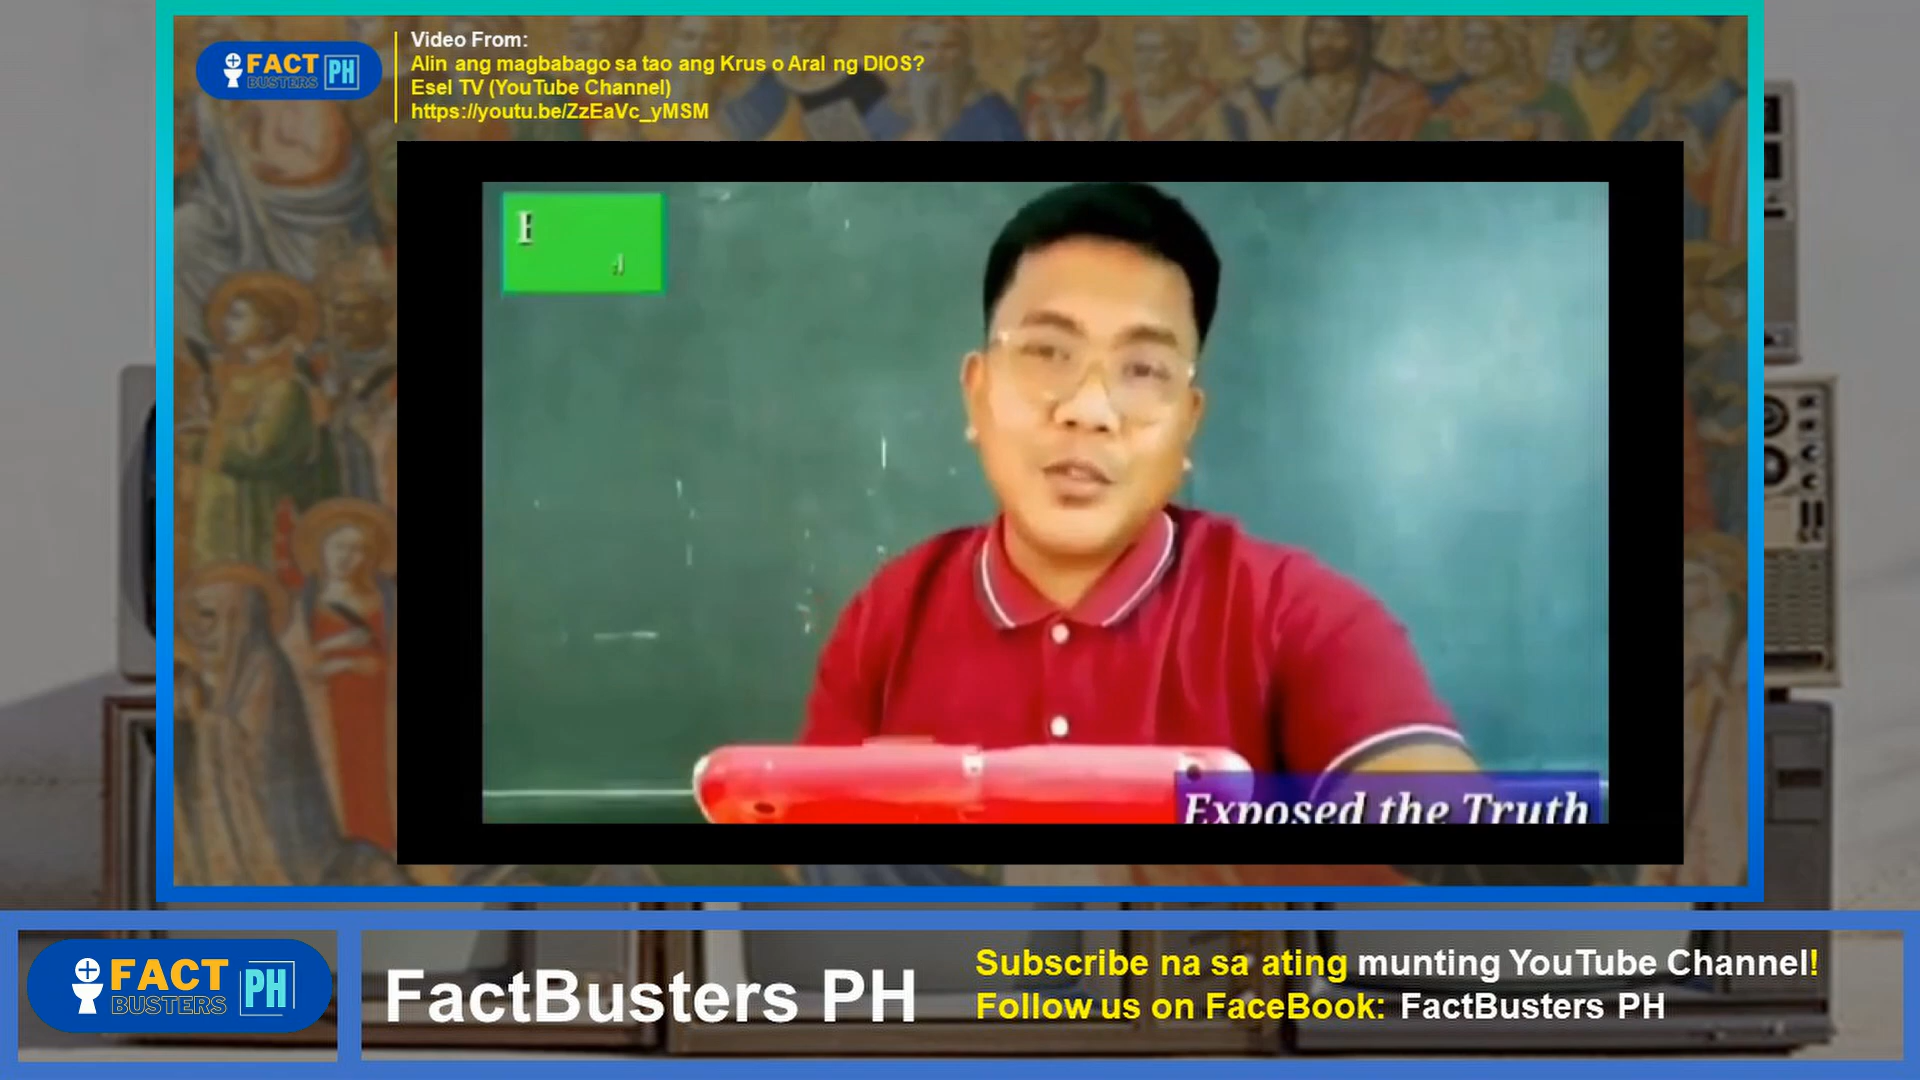 FACT
BUSTERS
PH
Video From:
Alin ang magbabago sa tao ang Krus o Aral ng DIOS?
Esel TV (YouTube Channel)
https://youtu.be/ZzEaVc_yMSM
Exposed the Truth
FACT
BUSTERS
PH
FactBusters PH
Subscribe na sa ating munting YouTube Channel!
Follow us on FaceBook: FactBusters PH